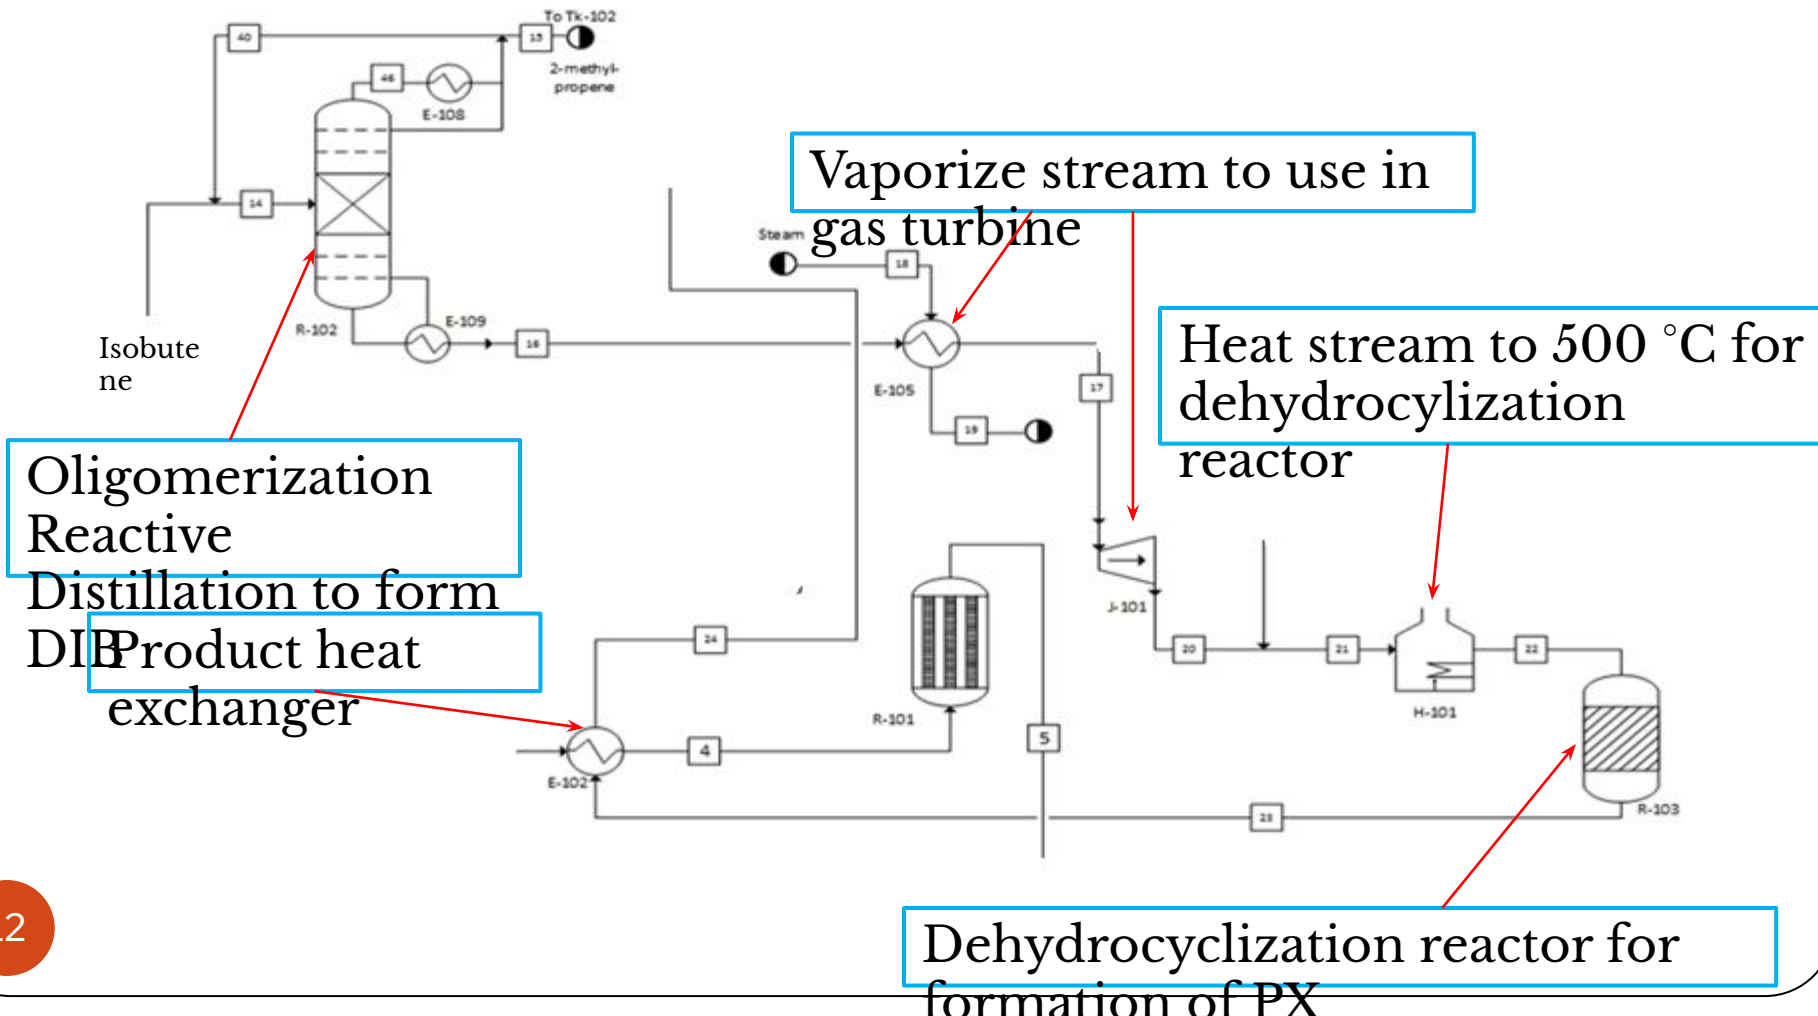 To Tk-102
40
15
2-methyl-
propene
46
E-108
Vaporize stream to use in
gas turbine
14
Steam
18
Heat stream to 500 °C for
dehydrocylization
reactor
R-102
E-109
16
Isobute
ne
E-105
17
19
Oligomerization
Reactive
Distillation to form
DIB
Product heat
exchanger
J-101
24
20
21
22
R-101
H-101
4
5
E-102
23
R-103
Dehydrocyclization reactor for
formation of PX